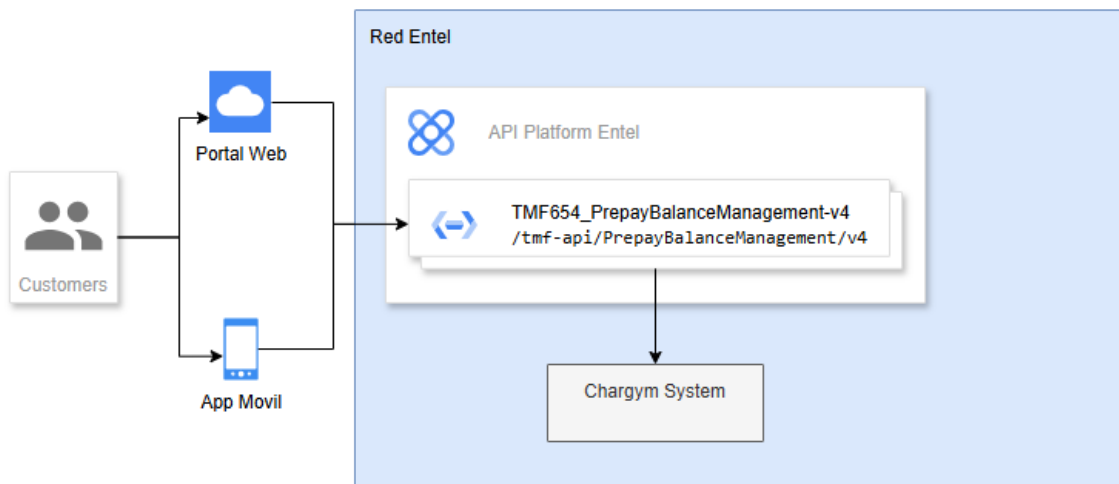 Red Entel
API Platform Entel
Portal Web
TMF654_PrepayBalanceManagement-v4
/tmf-api/PrepayBalanceManagement/v4
Customers
App Movil
Chargym System